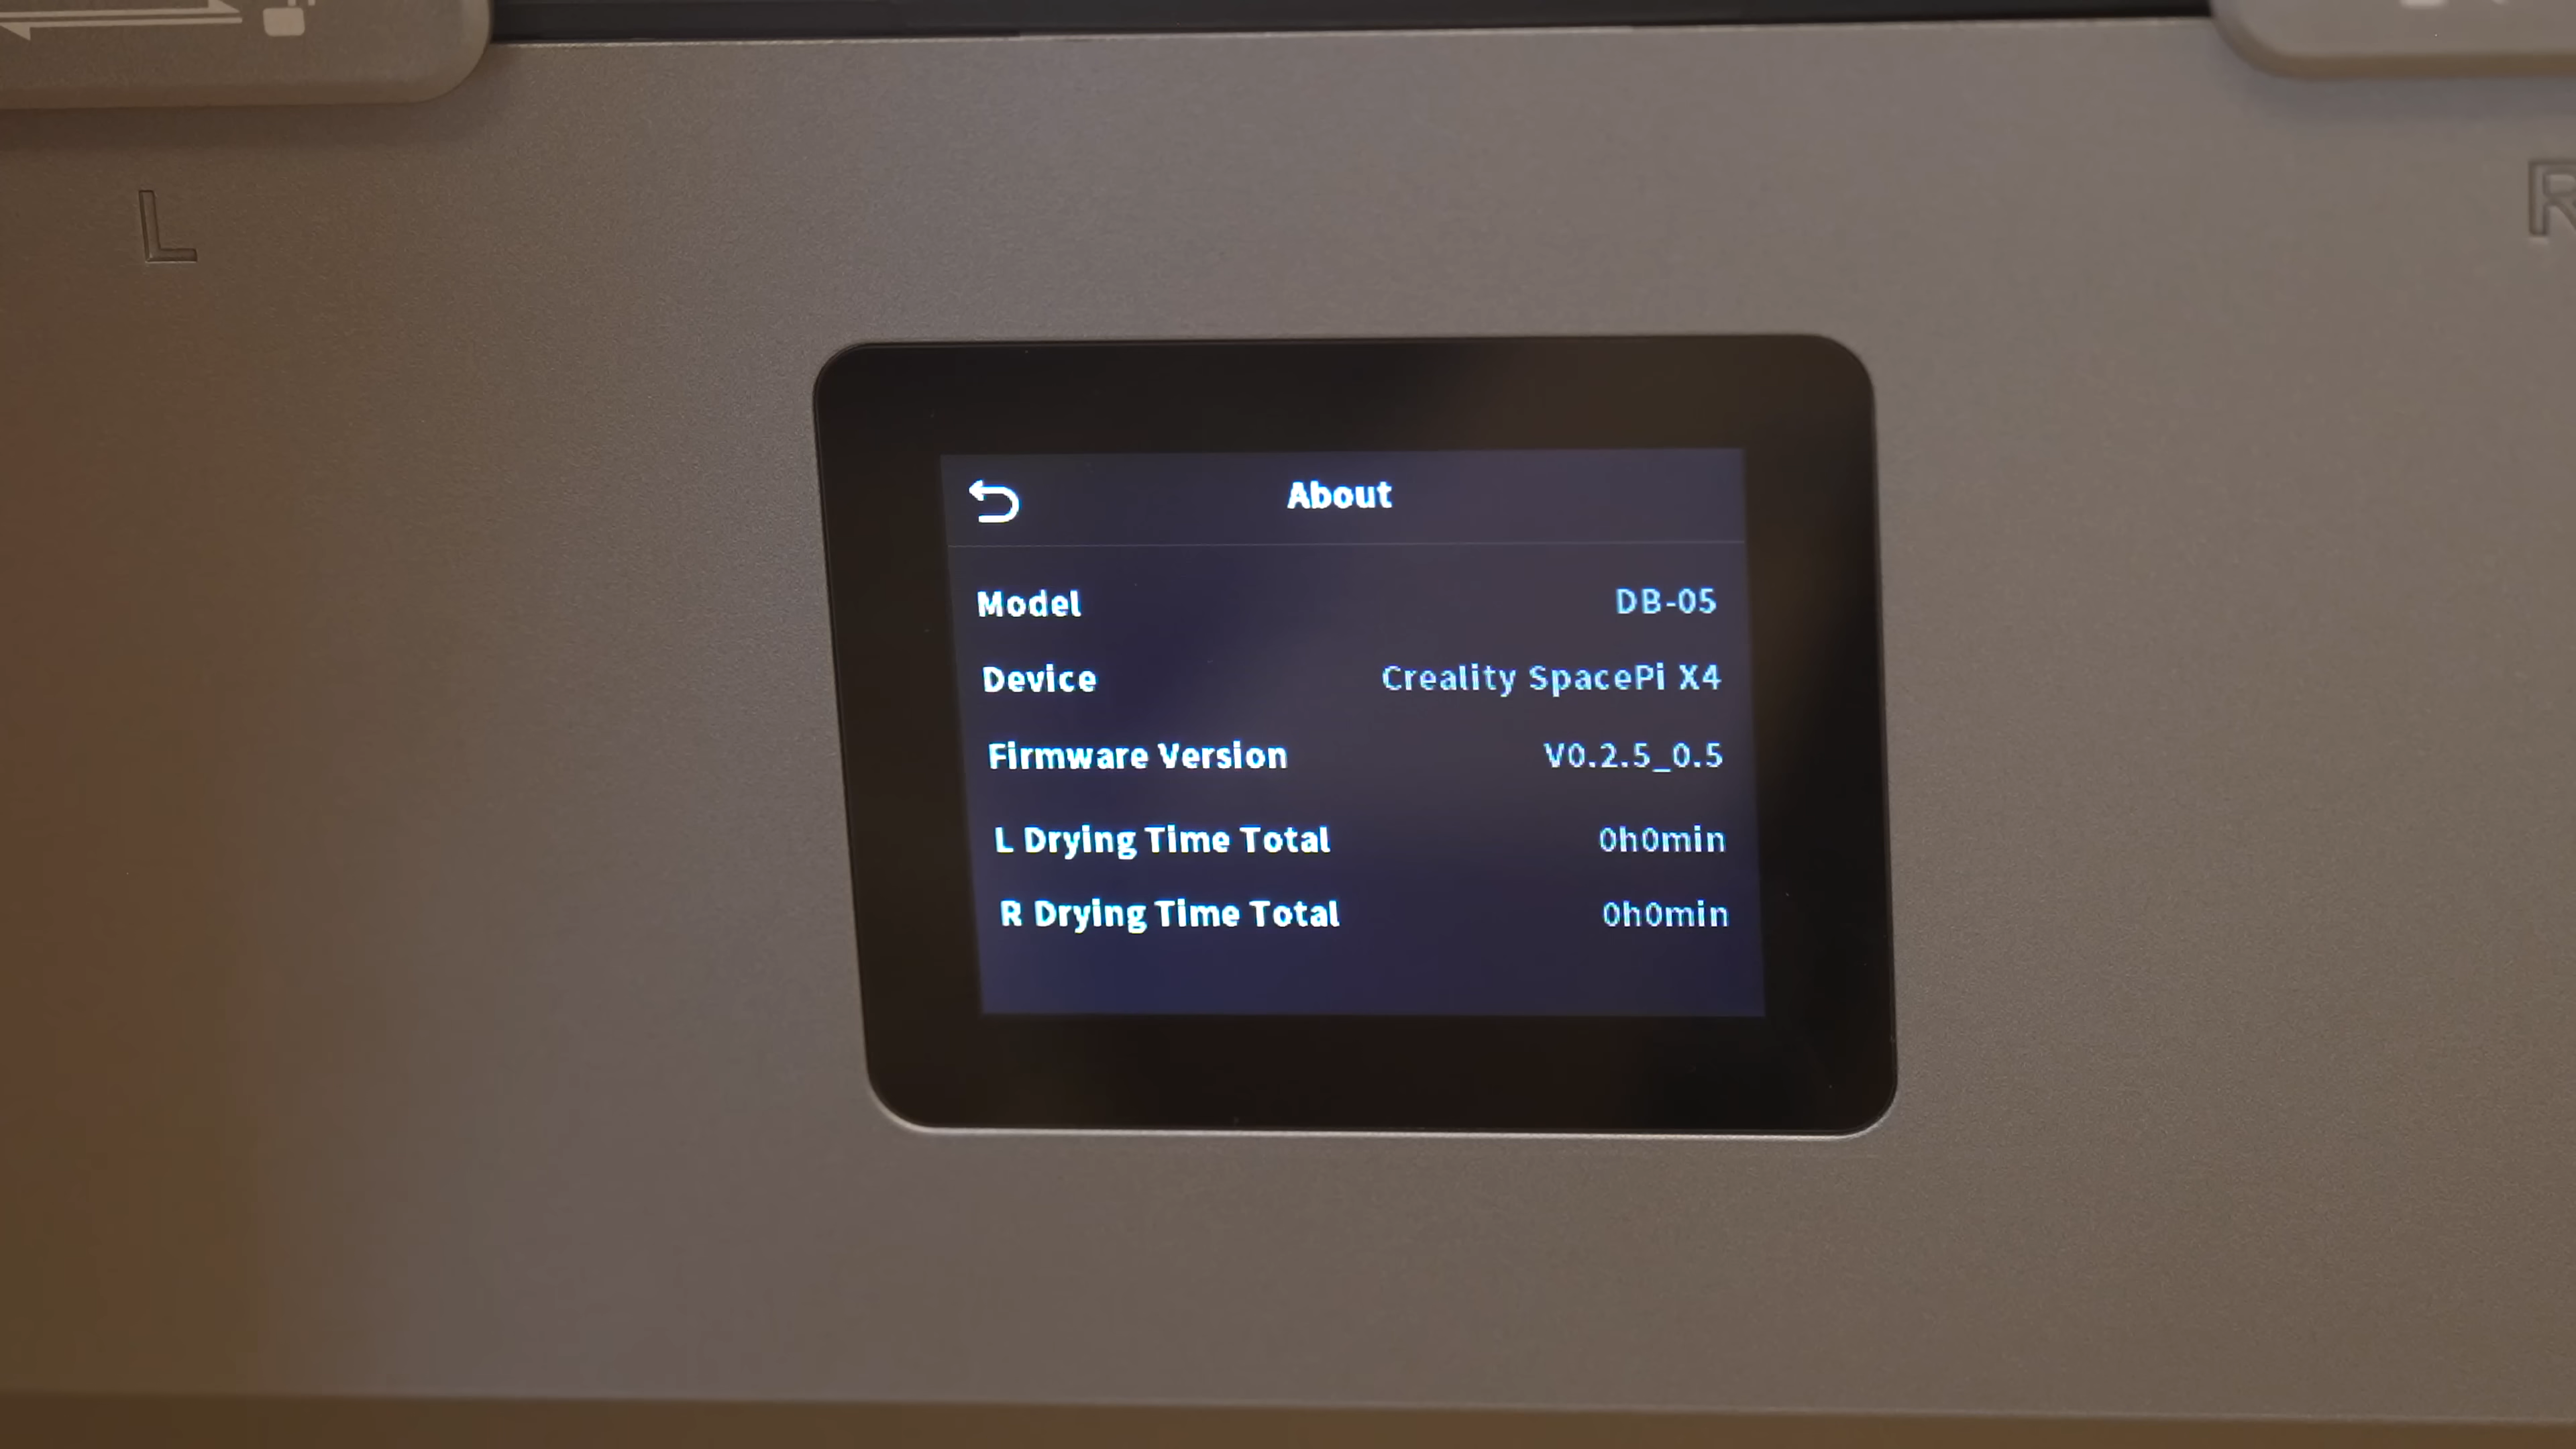 L
R
About
Model DB-05
Device Creality SpacePi X4
Firmware Version V0.2.5_0.5
L Drying Time Total 0h0min
R Drying Time Total 0h0min